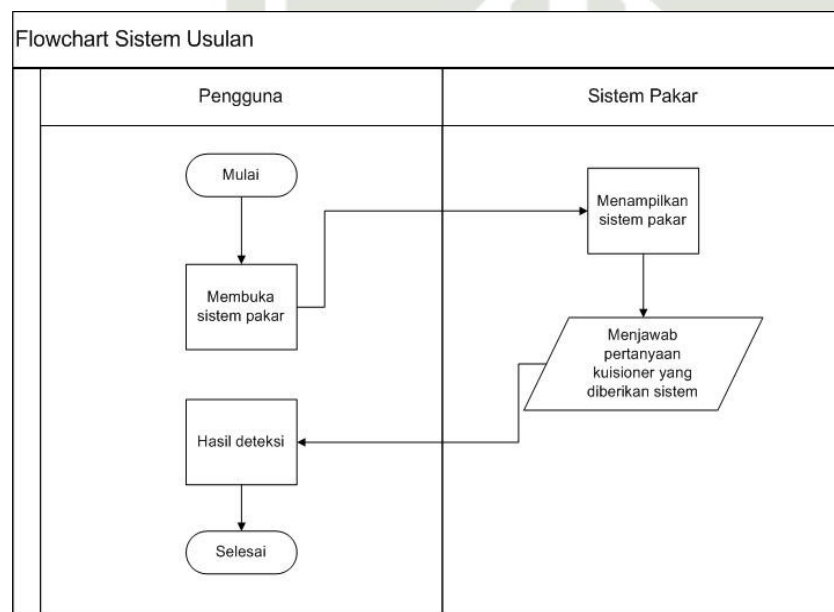 Flowchart Sistem Usulan
Pengguna
Sistem Pakar
Mulai
Membuka
sistem pakar
Menampilkan
sistem pakar
Menjawab
pertanyaan
kuisioner yang
diberikan sistem
Hasil deteksi
Selesai